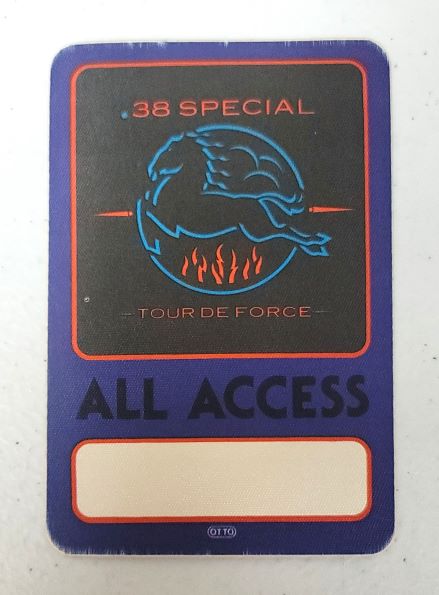 .38 SPECIAL
TOUR DE FORCE
ALL ACCESS
OTTO